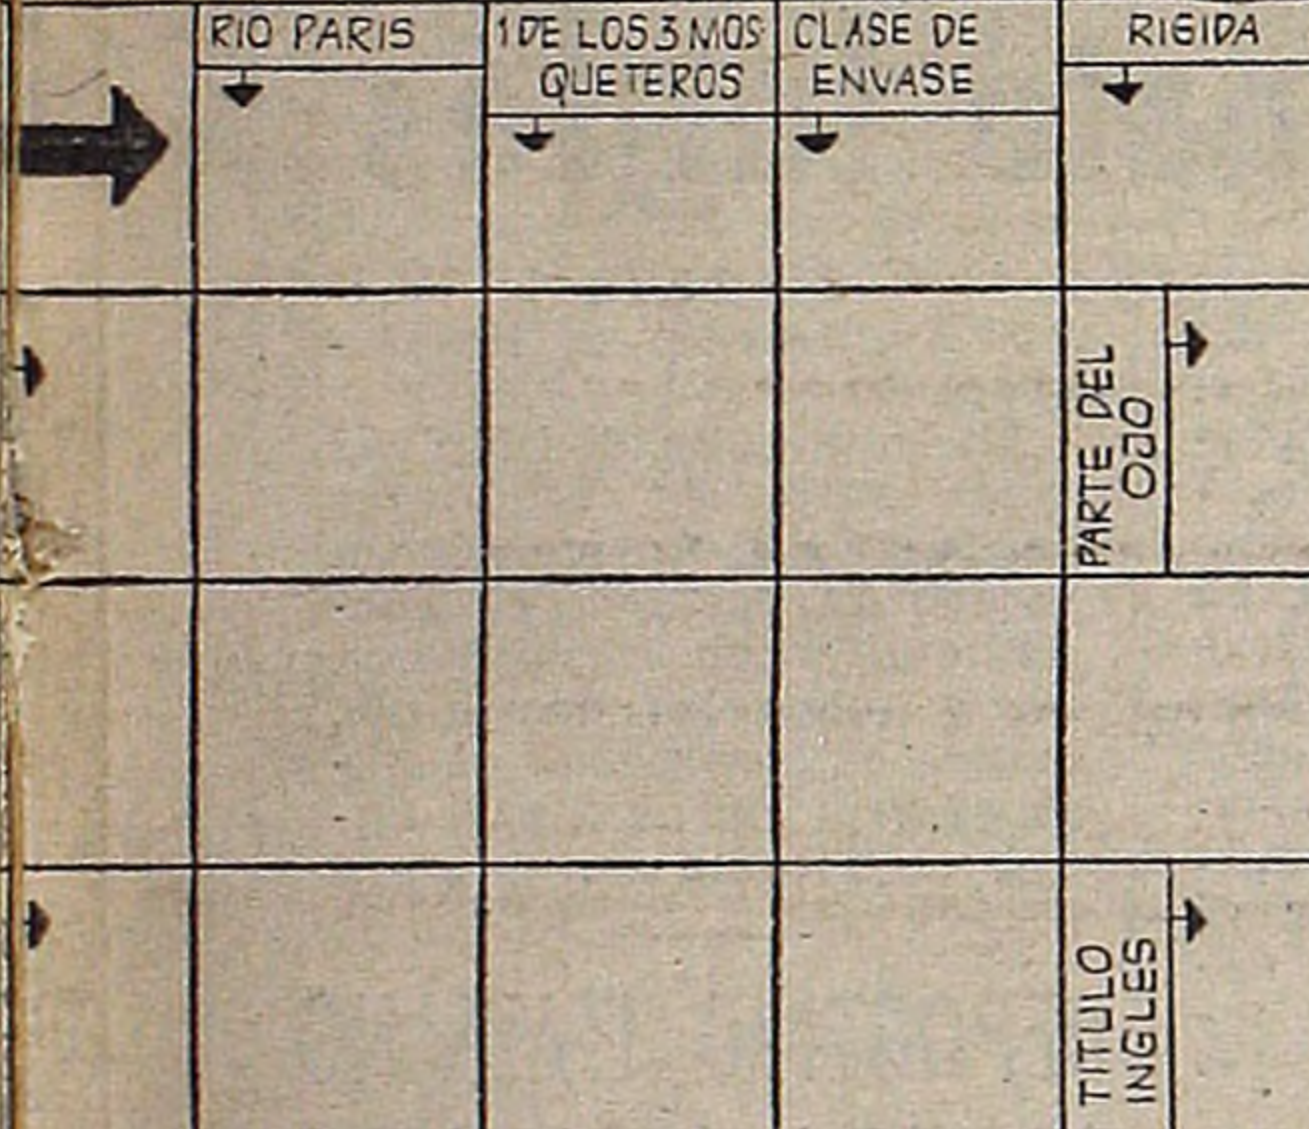 RIO PARIS
1 DE LOS 3 MOS-
QUETEROS
CLASE DE
ENVASE
RIGIDA
PARTE DEL
OJO
TITULO
INGLES